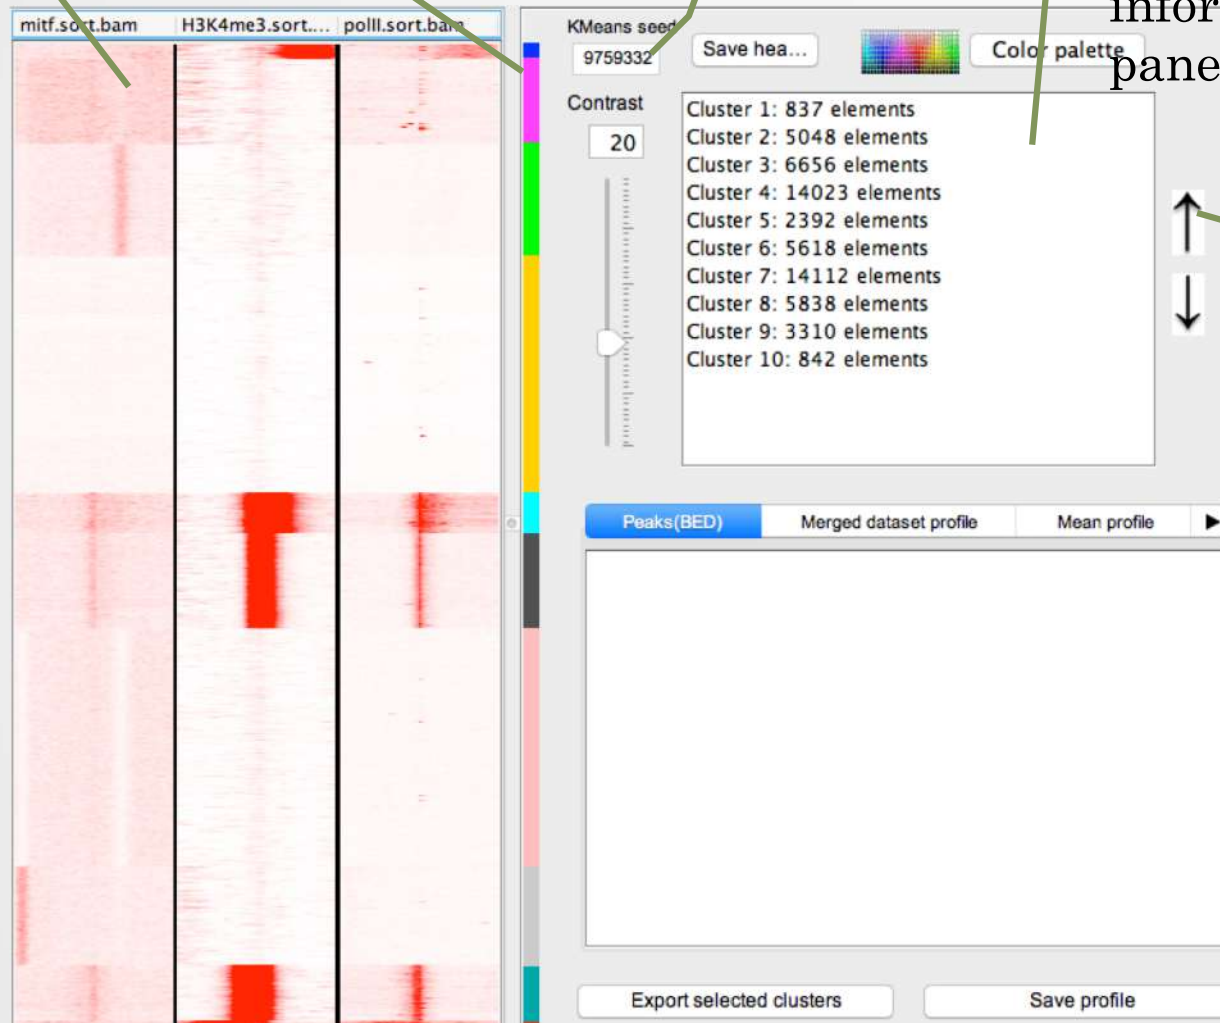 mitf.sort.bam H3K4me3.sort.... polII.sort.bam
KMeans seed
9759332
Save hea...
Color palette
infor
pane
Contrast
20
Cluster 1: 837 elements
Cluster 2: 5048 elements
Cluster 3: 6656 elements
Cluster 4: 14023 elements
Cluster 5: 2392 elements
Cluster 6: 5618 elements
Cluster 7: 14112 elements
Cluster 8: 5838 elements
Cluster 9: 3310 elements
Cluster 10: 842 elements
Peaks(BED) Merged dataset profile Mean profile
Export selected clusters Save profile